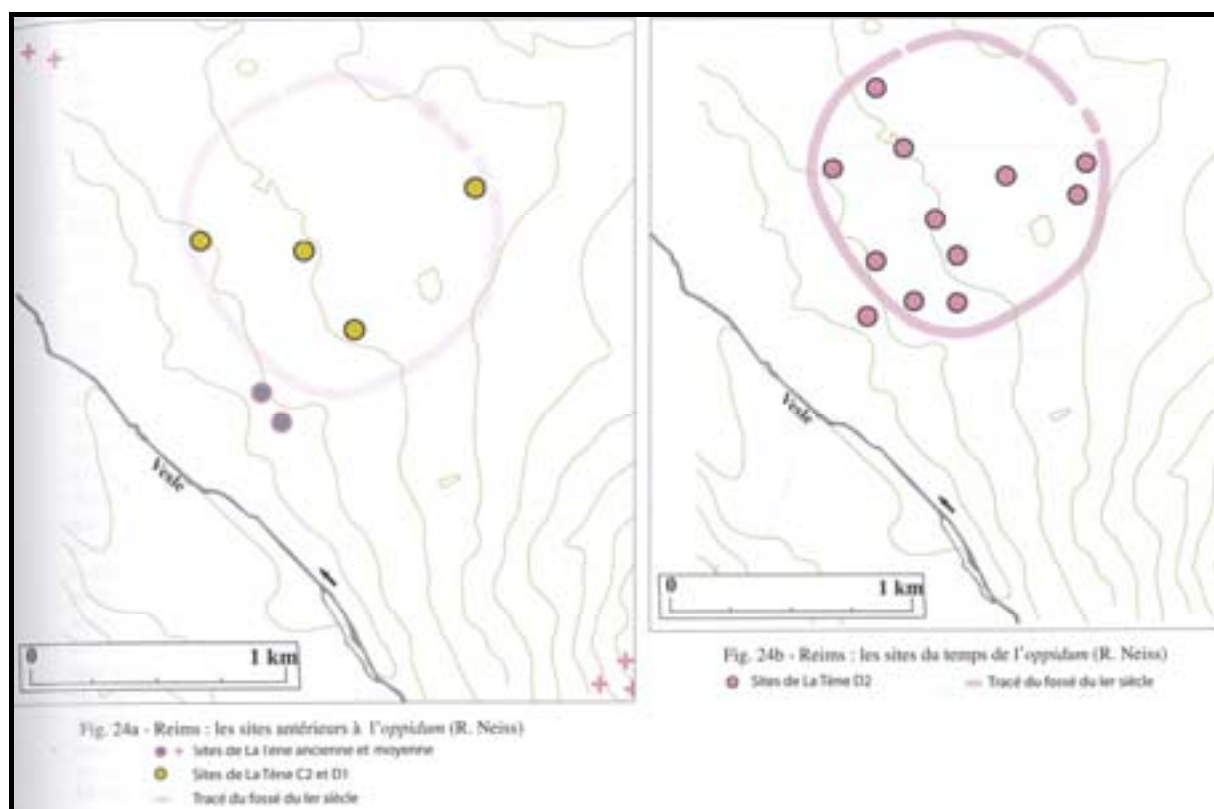 Vesle
0 1 km
Fig. 24a - Reims : les sites antérieurs à l'oppidum (R. Neiss)
Sites de La Tène ancienne et moyenne
Sites de La Tène C2 et D1
Tracé du fossé du Ier siècle
Vesle
0 1 km
Fig. 24b - Reims : les sites du temps de l'oppidum (R. Neiss)
Sites de La Tène D2 Tracé du fossé du Ier siècle